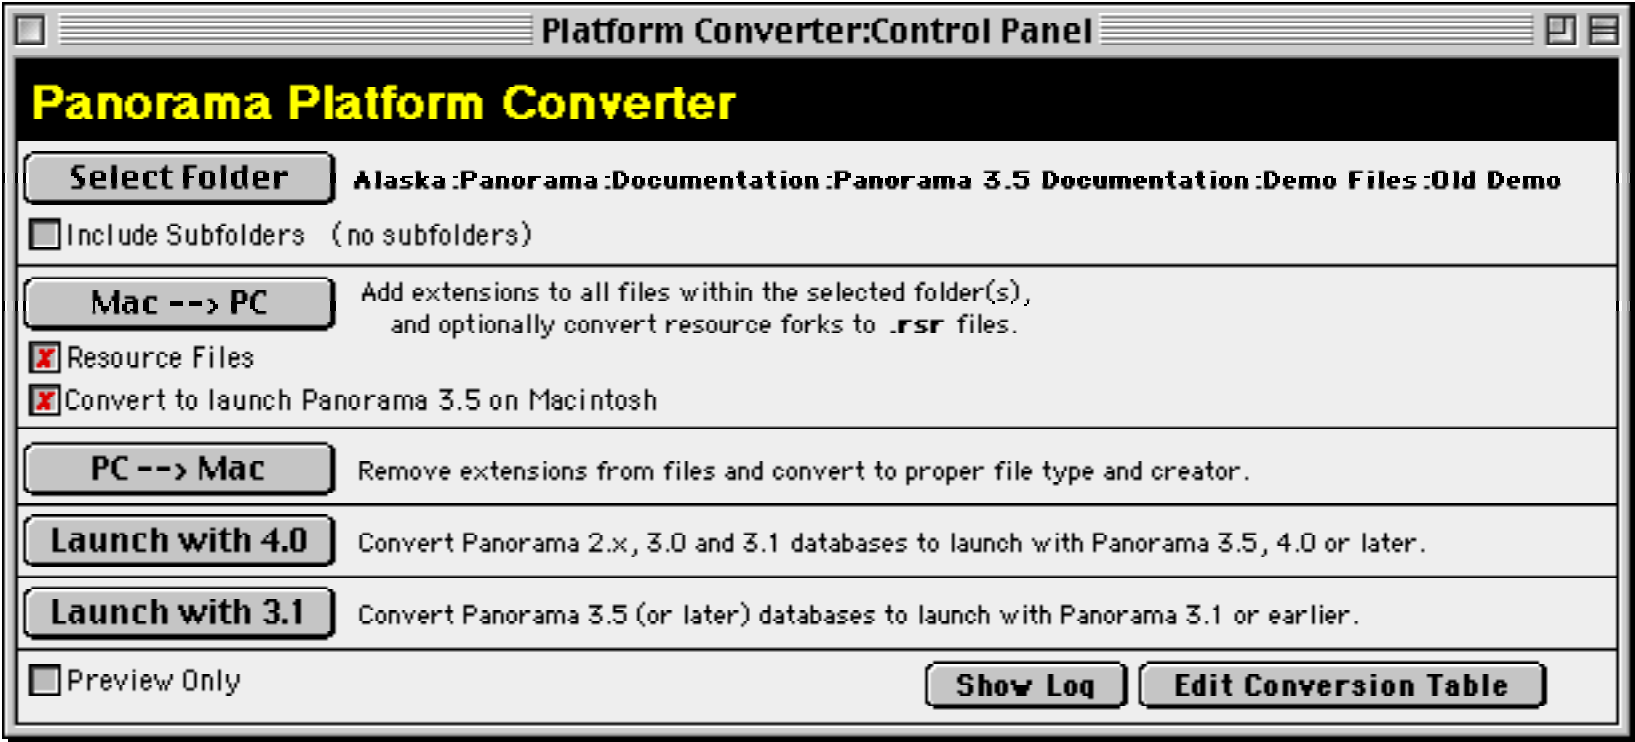 Platform Converter:Control Panel
Panorama Platform Converter
Select Folder Alaska:Panorama:Documentation:Panorama 3.5 Documentation:Demo Files:Old Demo
Include Subfolders (no subfolders)
Mac --> PC Add extensions to all files within the selected folder(s),
and optionally convert resource forks to .rsr files.
Resource Files
Convert to launch Panorama 3.5 on Macintosh
PC --> Mac Remove extensions from files and convert to proper file type and creator.
Launch with 4.0 Convert Panorama 2.x, 3.0 and 3.1 databases to launch with Panorama 3.5, 4.0 or later.
Launch with 3.1 Convert Panorama 3.5 (or later) databases to launch with Panorama 3.1 or earlier.
Preview Only Show Log Edit Conversion Table